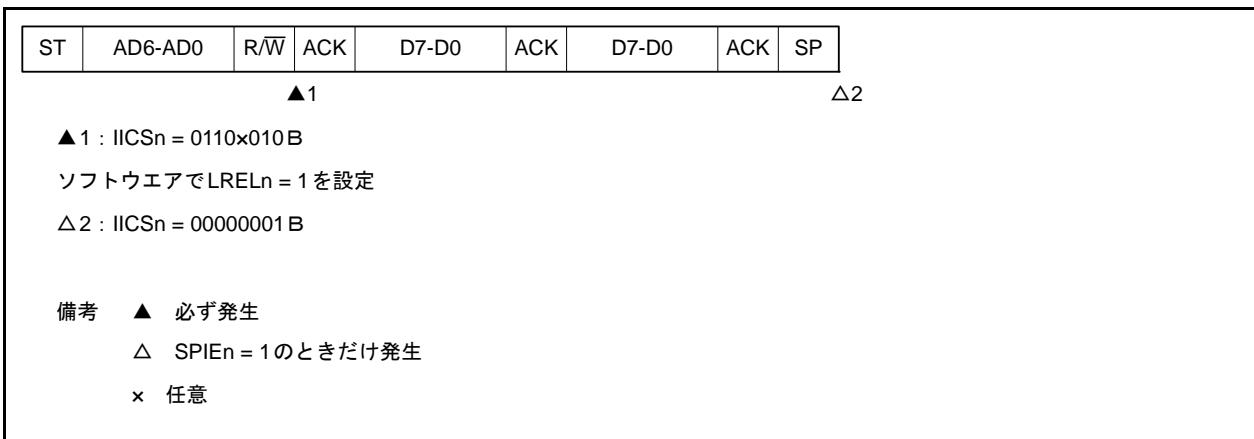 ST AD6-AD0 R/W̅ ACK D7-D0 ACK D7-D0 ACK SP
▲1 △2
▲1：IICSn = 0110×010B
ソフトウエアでLRELn = 1を設定
△2：IICSn = 00000001B
備考 ▲ 必ず発生
△ SPIEn = 1のときだけ発生
× 任意